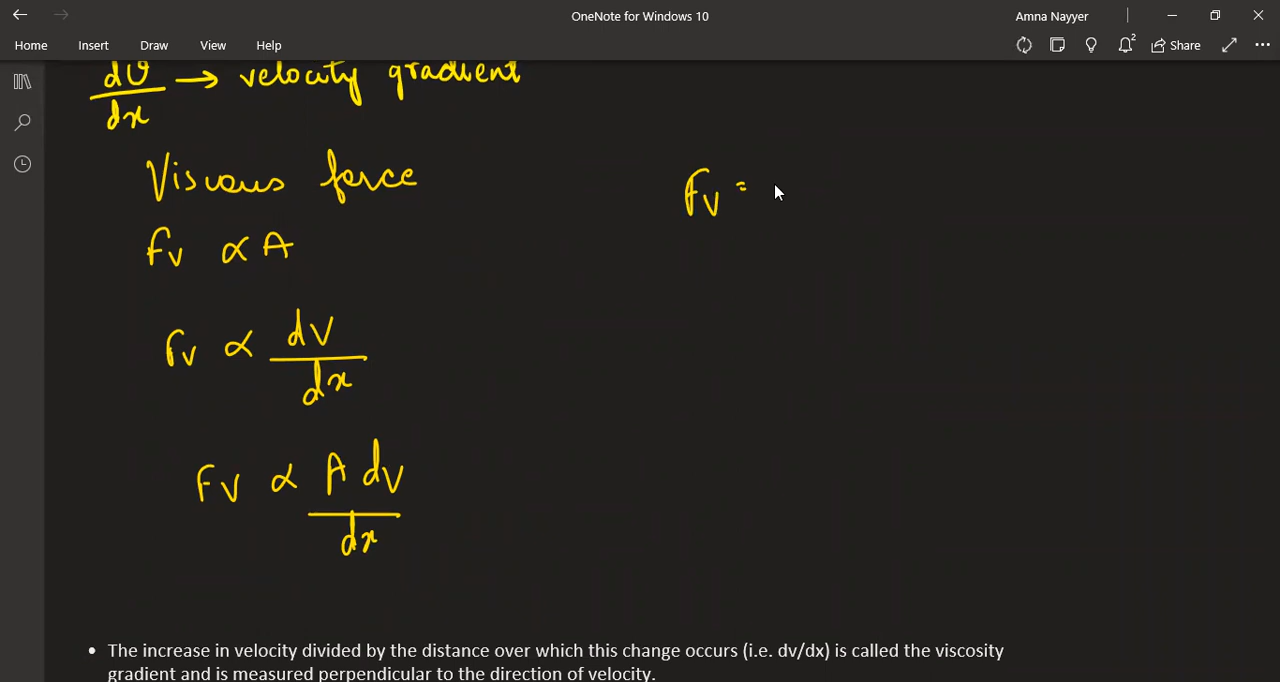 OneNote for Windows 10
Amna Nayyer
Home Insert Draw View Help
2 Share
dv/dx → velocity gradient
Viscous force
Fv ∝ A
Fv =
Fv ∝ dv/dx
Fv ∝ A dv/dx
• The increase in velocity divided by the distance over which this change occurs (i.e. dv/dx) is called the viscosity
gradient and is measured perpendicular to the direction of velocity.